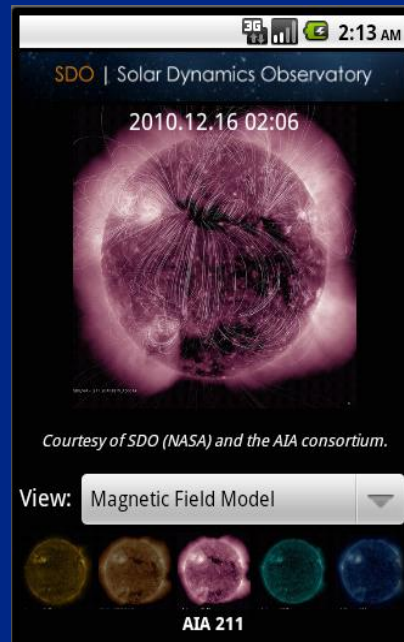 3G 2:13 AM
SDO | Solar Dynamics Observatory
2010.12.16 02:06
Courtesy of SDO (NASA) and the AIA consortium.
View: Magnetic Field Model
AIA 211